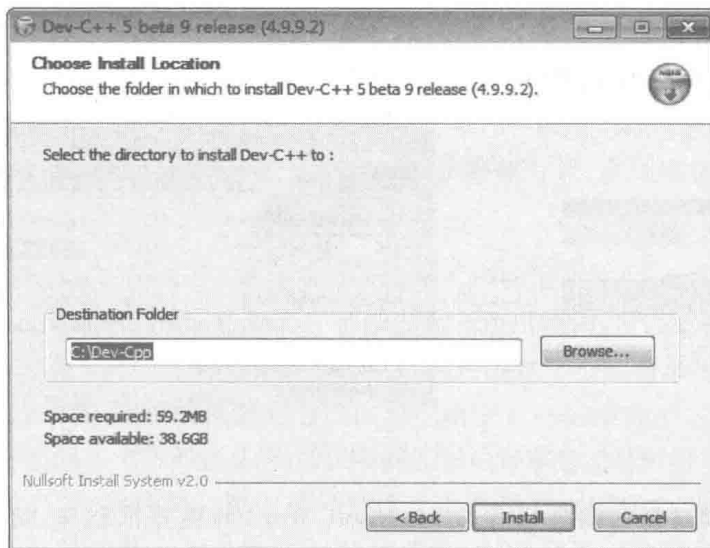 Dev-C++ 5 beta 9 release (4.9.9.2)
Choose Install Location
Choose the folder in which to install Dev-C++ 5 beta 9 release (4.9.9.2).
Select the directory to install Dev-C++ to :
Destination Folder
C:\Dev-Cpp
Browse...
Space required: 59.2MB
Space available: 38.6GB
Nullsoft Install System v2.0
< Back
Install
Cancel